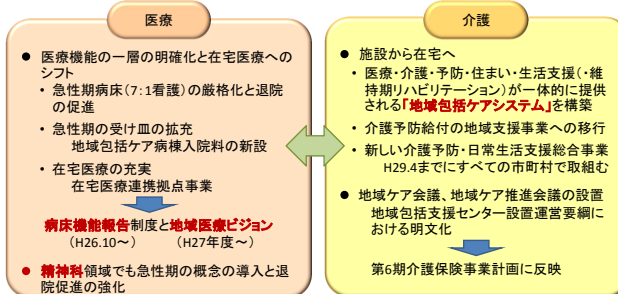 医療
● 医療機能の一層の明確化と在宅医療への
シフト
・急性期病床(7:1看護)の厳格化と退院
の促進
・急性期の受け皿の拡充
地域包括ケア病棟入院料の新設
・在宅医療の充実
在宅医療連携拠点事業
病床機能報告制度と地域医療ビジョン
(H26.10～) (H27年度～)
● 精神科領域でも急性期の概念の導入と退
院促進の強化
介護
● 施設から在宅へ
・医療・介護・予防・住まい・生活支援(・維
持期リハビリテーション)が一体的に提供
される「地域包括ケアシステム」を構築
・介護予防給付の地域支援事業への移行
・新しい介護予防・日常生活支援総合事業
H29.4までにすべての市町村で取組む
● 地域ケア会議、地域ケア推進会議の設置
地域包括支援センター設置運営要綱に
おける明文化
第6期介護保険事業計画に反映